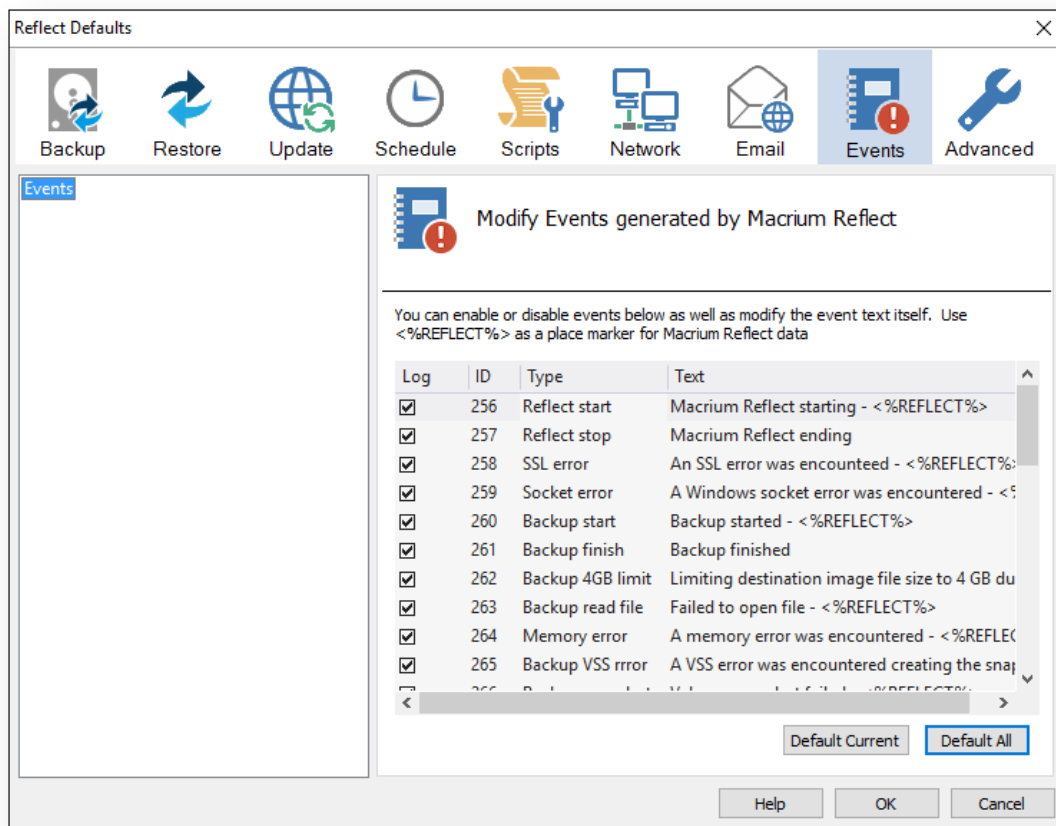 Reflect Defaults
Backup Restore Update Schedule Scripts Network Email Events Advanced
Events
Modify Events generated by Macrium Reflect
You can enable or disable events below as well as modify the event text itself.  Use
<%REFLECT%> as a place marker for Macrium Reflect data
Log ID Type Text
256 Reflect start Macrium Reflect starting - <%REFLECT%>
257 Reflect stop Macrium Reflect ending
258 SSL error An SSL error was encounteed - <%REFLECT%>
259 Socket error A Windows socket error was encountered - <%
260 Backup start Backup started - <%REFLECT%>
261 Backup finish Backup finished
262 Backup 4GB limit Limiting destination image file size to 4 GB du
263 Backup read file Failed to open file - <%REFLECT%>
264 Memory error A memory error was encountered - <%REFLEC
265 Backup VSS rrror A VSS error was encountered creating the snap
Default Current Default All
Help OK Cancel